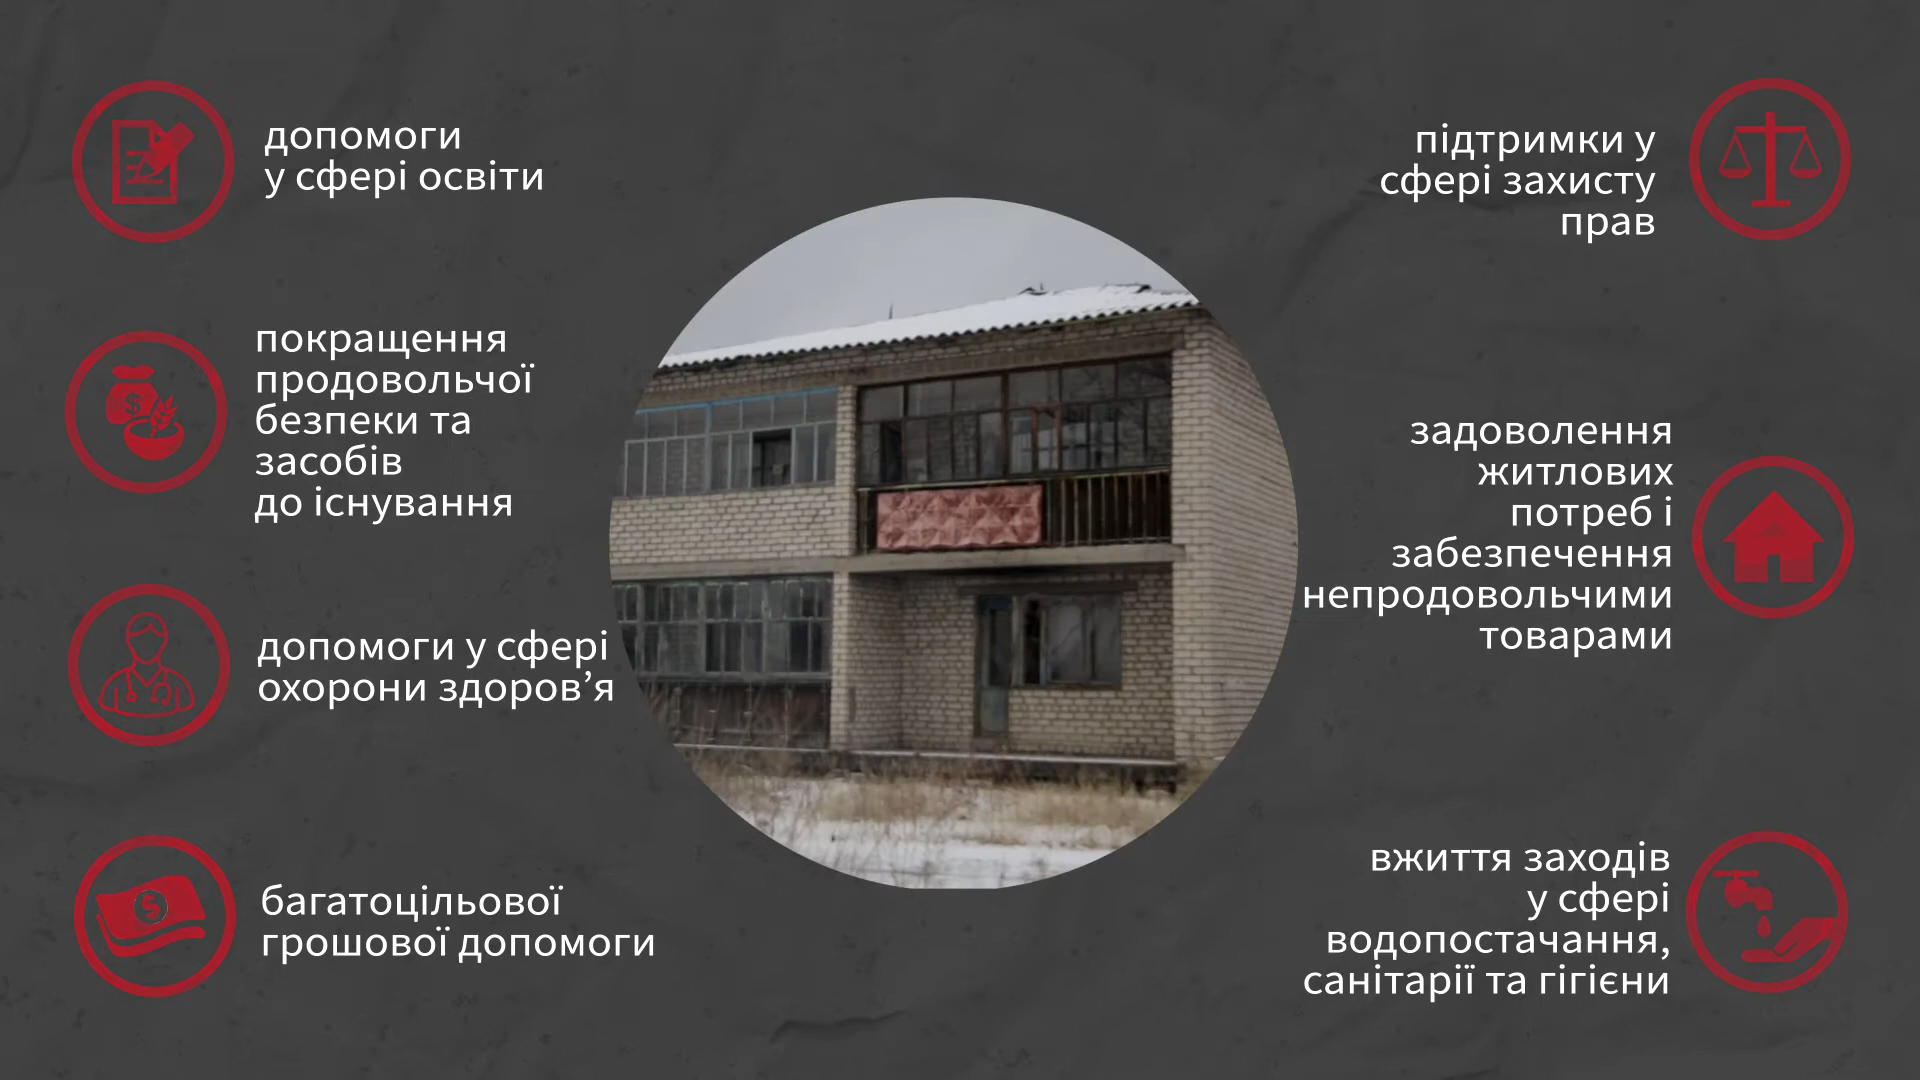 допомоги
у сфері освіти
покращення
продовольчої
безпеки та
засобів
до існування
допомоги у сфері
охорони здоров’я
багатоцільової
грошової допомоги
підтримки у
сфері захисту
прав
задоволення
житлових
потреб і
забезпечення
непродовольчими
товарами
вжиття заходів
у сфері
водопостачання,
санітарії та гігієни